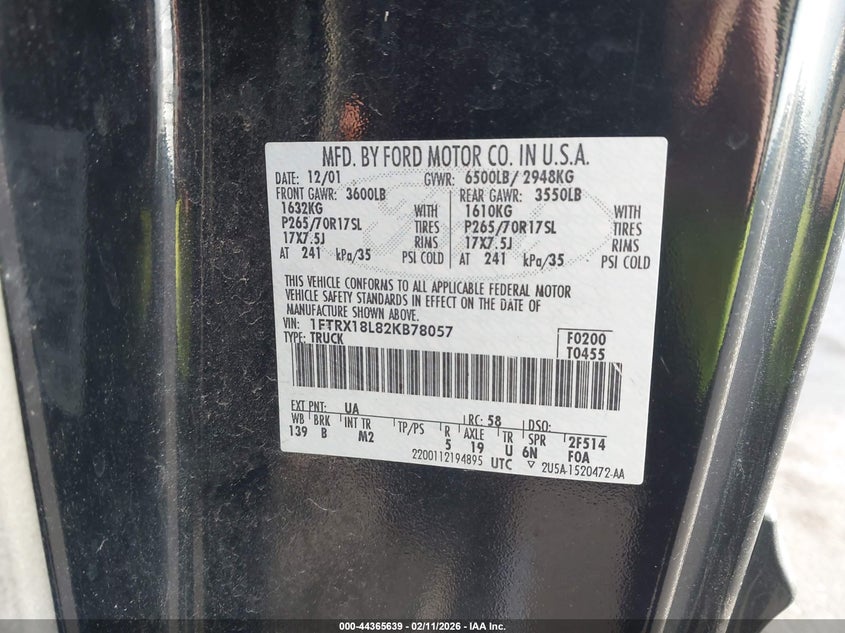 MFD. BY FORD MOTOR CO. IN U.S.A.
DATE: 12/01 GVWR: 6500LB/ 2948KG
FRONT GAWR: 3600LB REAR GAWR: 3550LB
1632KG WITH 1610KG WITH
P265/70R17SL TIRES P265/70R17SL TIRES
17X7.5J RIMS 17X7.5J RIMS
AT 241 kPa/35 PSI COLD AT 241 kPa/35 PSI COLD
THIS VEHICLE CONFORMS TO ALL APPLICABLE FEDERAL MOTOR
VEHICLE SAFETY STANDARDS IN EFFECT ON THE DATE OF
MANUFACTURE SHOWN ABOVE.
VIN: 1FTRX18L82KB78057 F0200
TYPE: TRUCK T0455
EXT PNT: UA RC: 58 DSO:
WB BRK INT TR TP/PS R AXLE TR SPR 2F514
139 B M2 5 19 U 6N FOA
2200112194895 UTC ▽ 2U5A-1520472-AA
000-44365639 - 02/11/2026 - IAA Inc.